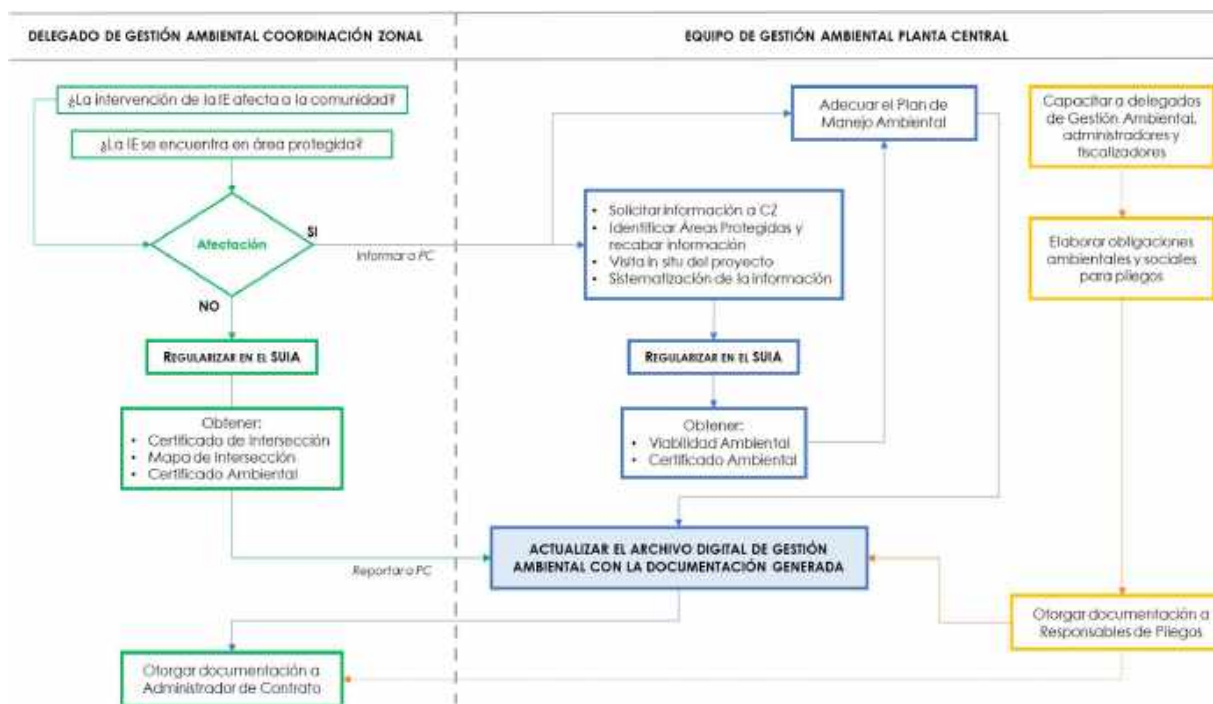 DELEGADO DE GESTIÓN AMBIENTAL COORDINACIÓN ZONAL
EQUIPO DE GESTIÓN AMBIENTAL PLANTA CENTRAL
¿La intervención de la IE afecta a la comunidad?
¿La IE se encuentra en área protegida?
Afectación
SI
NO
Informar a PC
REGULARIZAR EN EL SUIA
Obtener:
• Certificado de Intersección
• Mapa de Intersección
• Certificado Ambiental
Reportar a PC
Otorgar documentación a
Administrador de Contrato
Adecuar el Plan de
Manejo Ambiental
• Solicitar información a CZ
• Identificar Áreas Protegidas y
recabar información
• Visita in situ del proyecto
• Sistematización de la información
REGULARIZAR EN EL SUIA
Obtener:
• Viabilidad Ambiental
• Certificado Ambiental
ACTUALIZAR EL ARCHIVO DIGITAL DE GESTIÓN
AMBIENTAL CON LA DOCUMENTACIÓN GENERADA
Capacitar a delegados
de Gestión Ambiental,
administradores y
fiscalizadores
Elaborar obligaciones
ambientales y sociales
para pliegos
Otorgar documentación a
Responsables de Pliegos